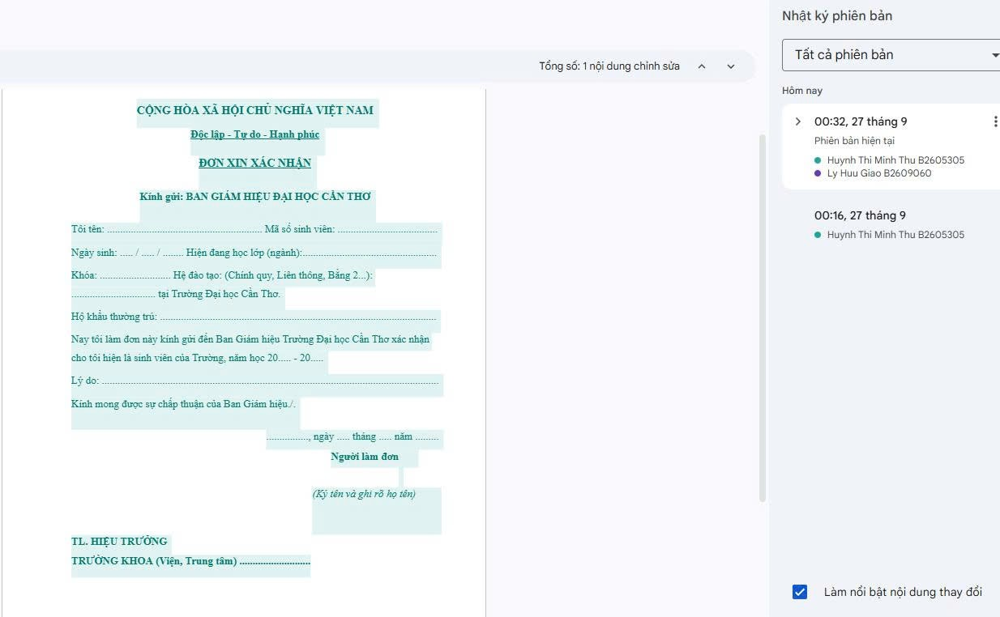 Nhật ký phiên bản
Tất cả phiên bản
Tổng số: 1 nội dung chỉnh sửa
Hôm nay
00:32, 27 tháng 9
Phiên bản hiện tại
Huynh Thi Minh Thu B2605305
Ly Huu Giao B2609060
00:16, 27 tháng 9
Huynh Thi Minh Thu B2605305
Làm nổi bật nội dung thay đổi
CỘNG HÒA XÃ HỘI CHỦ NGHĨA VIỆT NAM
Độc lập - Tự do - Hạnh phúc
ĐƠN XIN XÁC NHẬN
Kính gửi: BAN GIÁM HIỆU ĐẠI HỌC CẦN THƠ
Tôi tên: ........................................................... Mã số sinh viên: ......................................
Ngày sinh: ..... / ..... / ........ Hiện đang học lớp (ngành):...................................................
Khóa: ........................... Hệ đào tạo: (Chính quy, Liên thông, Bằng 2...):
................................ tại Trường Đại học Cần Thơ.
Hộ khẩu thường trú: .........................................................................................................
Nay tôi làm đơn này kính gửi đến Ban Giám hiệu Trường Đại học Cần Thơ xác nhận
cho tôi hiện là sinh viên của Trường, năm học 20..... - 20.....
Lý do: ................................................................................................................................
Kính mong được sự chấp thuận của Ban Giám hiệu./.
................, ngày ..... tháng ..... năm .........
Người làm đơn
(Ký tên và ghi rõ họ tên)
TL. HIỆU TRƯỞNG
TRƯỞNG KHOA (Viện, Trung tâm) ...........................